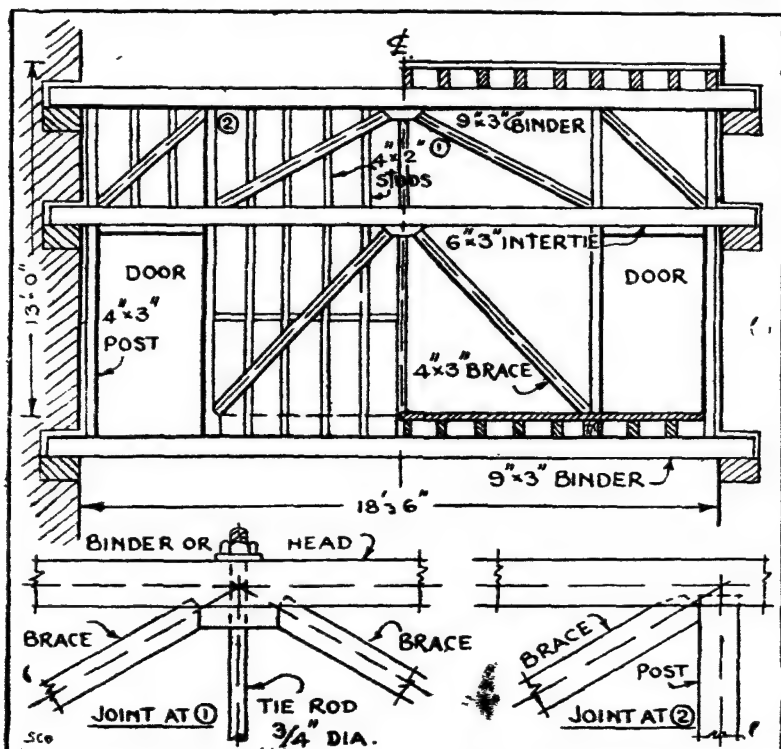 ℄
②
9"×3" BINDER
①
4"×2"
STUDS
6"×3" INTERTIE
DOOR
DOOR
13'-0"
4"×3"
POST
4"×3" BRACE
9"×3" BINDER
18'-6"
BINDER OR HEAD
BRACE
BRACE
BRACE
POST
JOINT AT ①
TIE ROD
3/4" DIA.
JOINT AT ②